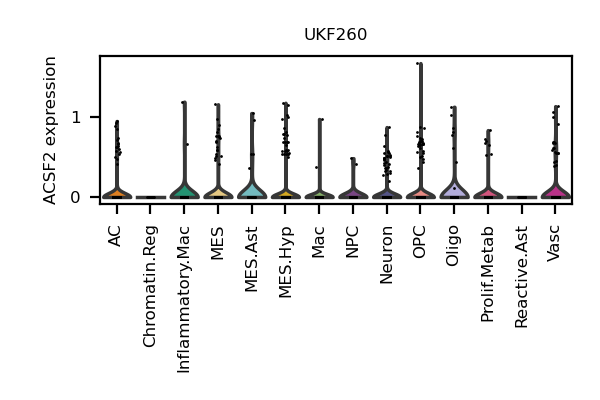 UKF260
ACSF2 expression
1
0
AC
Chromatin.Reg
Inflammatory.Mac
MES
MES.Ast
MES.Hyp
Mac
NPC
Neuron
OPC
Oligo
Prolif.Metab
Reactive.Ast
Vasc